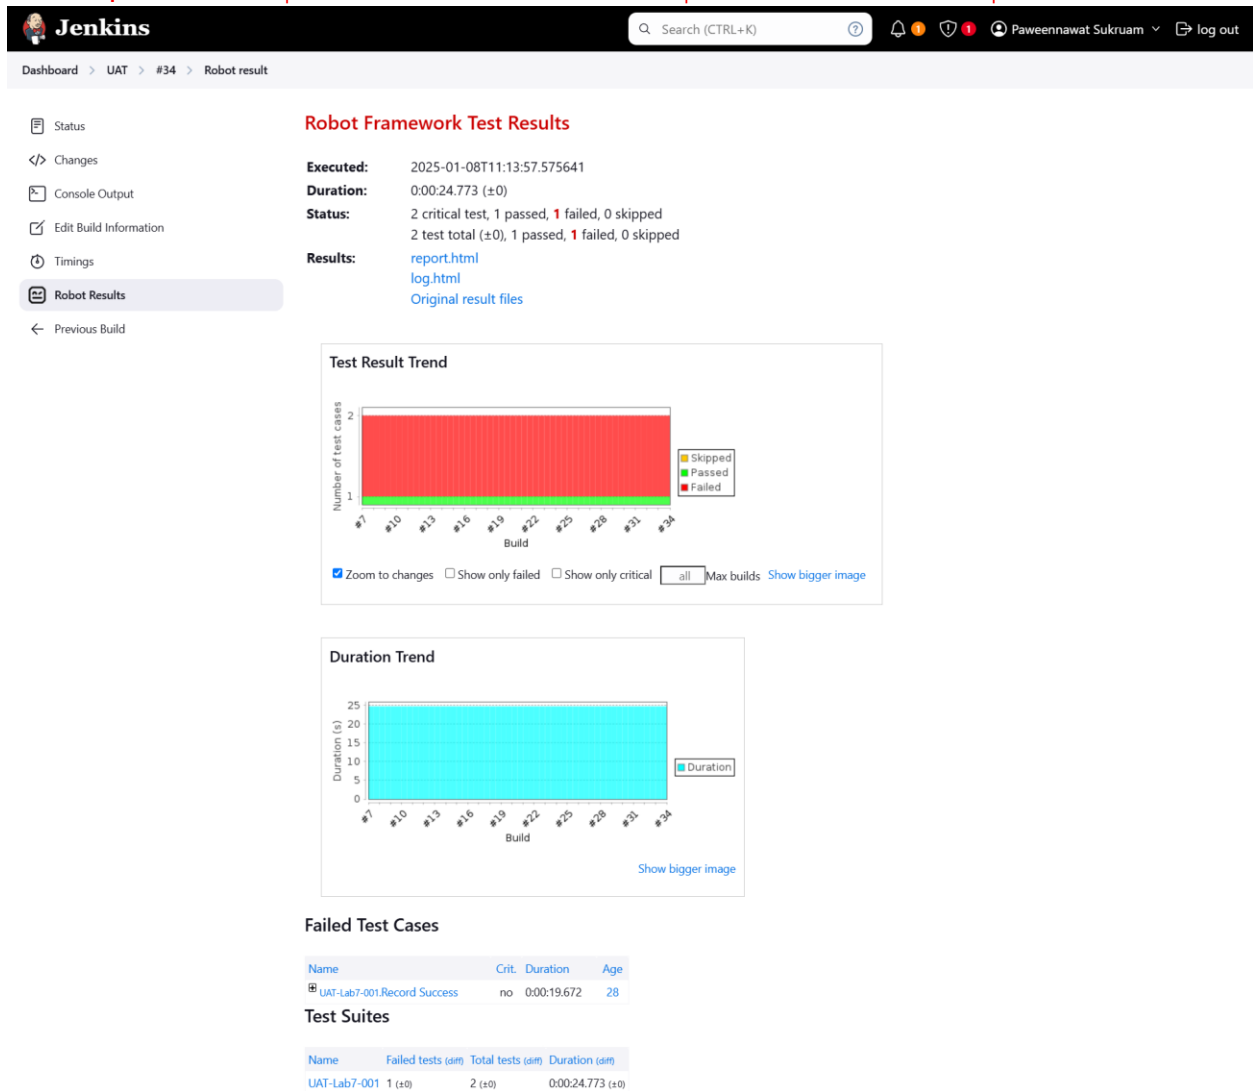 Jenkins
Search (CTRL+K)
?
1
1
Paweennawat Sukruam
log out
Dashboard > UAT > #34 > Robot result
Status
Changes
Console Output
Edit Build Information
Timings
Robot Results
Previous Build
Robot Framework Test Results
Executed: 2025-01-08T11:13:57.575641
Duration: 0:00:24.773 (±0)
Status: 2 critical test, 1 passed, 1 failed, 0 skipped
2 test total (±0), 1 passed, 1 failed, 0 skipped
Results: report.html
log.html
Original result files
Test Result Trend
Number of test cases
2
1
#7 #10 #13 #16 #19 #22 #25 #28 #31 #34
Build
Skipped
Passed
Failed
Zoom to changes Show only failed Show only critical all Max builds Show bigger image
Duration Trend
Duration (s)
25
20
15
10
5
0
#7 #10 #13 #16 #19 #22 #25 #28 #31 #34
Build
Duration
Show bigger image
Failed Test Cases
Name Crit. Duration Age
UAT-Lab7-001.Record Success no 0:00:19.672 28
Test Suites
Name Failed tests (diff) Total tests (diff) Duration (diff)
UAT-Lab7-001 1 (±0) 2 (±0) 0:00:24.773 (±0)